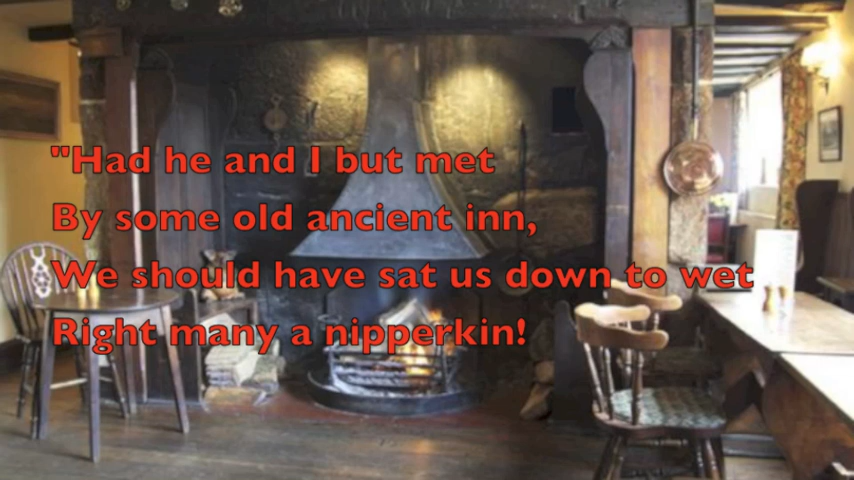 "Had he and I but met
By some old ancient inn,
We should have sat us down to wet
Right many a nipperkin!